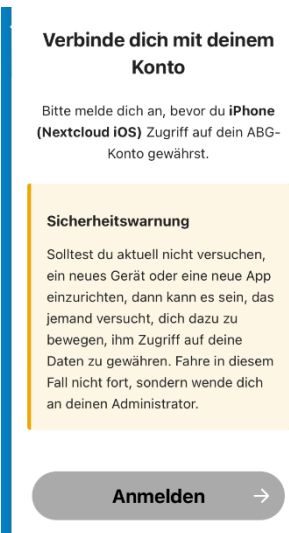 Verbinde dich mit deinem
Konto
Bitte melde dich an, bevor du iPhone
(Nextcloud iOS) Zugriff auf dein ABG-
Konto gewährst.
Sicherheitswarnung
Solltest du aktuell nicht versuchen,
ein neues Gerät oder eine neue App
einzurichten, dann kann es sein, das
jemand versucht, dich dazu zu
bewegen, ihm Zugriff auf deine
Daten zu gewähren. Fahre in diesem
Fall nicht fort, sondern wende dich
an deinen Administrator.
Anmelden